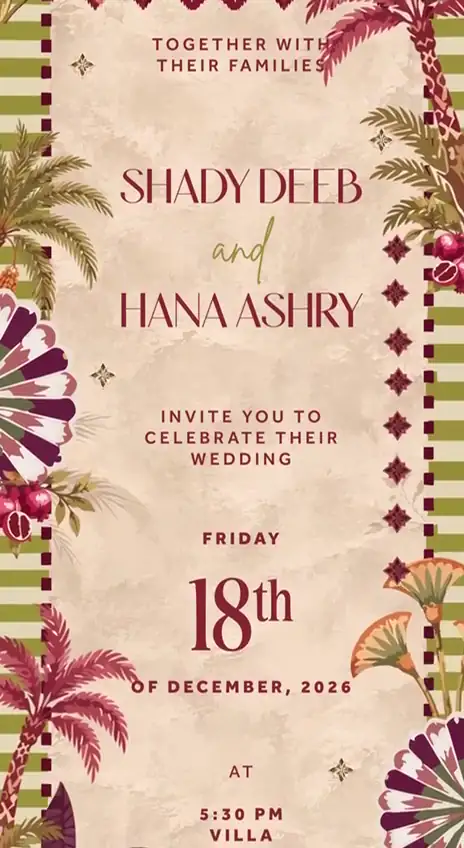 TOGETHER WITH
THEIR FAMILIES
SHADY DEEB
and
HANA ASHRY
INVITE YOU TO
CELEBRATE THEIR
WEDDING
FRIDAY
18th
OF DECEMBER, 2026
AT
5:30 PM
VILLA